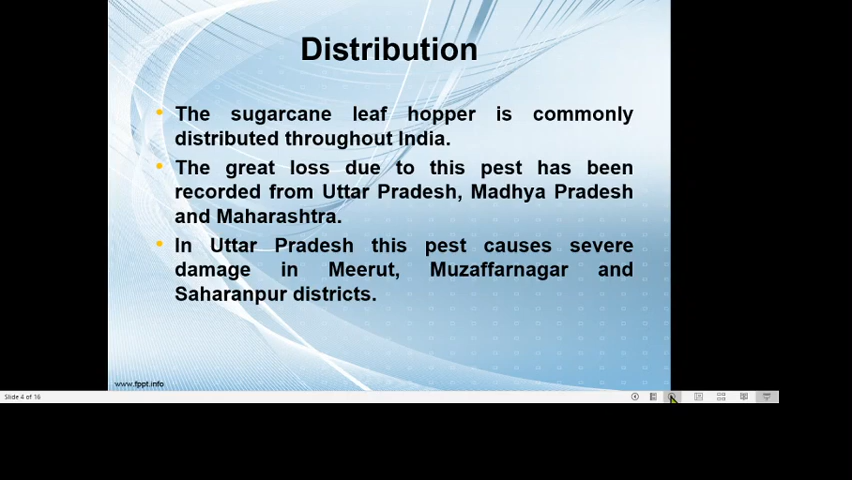 Distribution
The sugarcane leaf hopper is commonly
distributed throughout India.
The great loss due to this pest has been
recorded from Uttar Pradesh, Madhya Pradesh
and Maharashtra.
In Uttar Pradesh this pest causes severe
damage in Meerut, Muzaffarnagar and
Saharanpur districts.
www.fppt.info
Slide 4 of 16